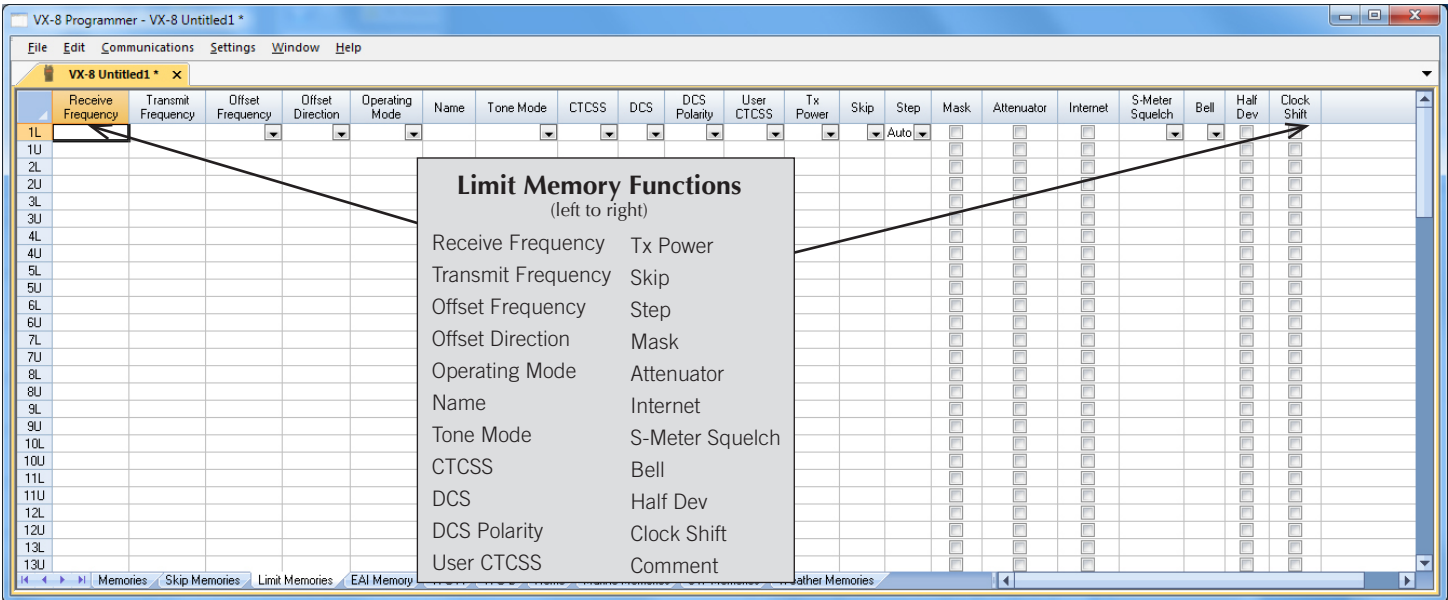 VX-8 Programmer - VX-8 Untitled1 *
File Edit Communications Settings Window Help
VX-8 Untitled1 * x
Receive Frequency Transmit Frequency Offset Frequency Offset Direction Operating Mode Name Tone Mode CTCSS DCS DCS Polarity User CTCSS Tx Power Skip Step Mask Attenuator Internet S-Meter Squelch Bell Half Dev Clock Shift
1L Auto
1U
2L
2U
3L
3U
4L
4U
5L
5U
6L
6U
7L
7U
8L
8U
9L
9U
10L
10U
11L
11U
12L
12U
13L
13U
Limit Memory Functions
(left to right)
Receive Frequency
Transmit Frequency
Offset Frequency
Offset Direction
Operating Mode
Name
Tone Mode
CTCSS
DCS
DCS Polarity
User CTCSS
Tx Power
Skip
Step
Mask
Attenuator
Internet
S-Meter Squelch
Bell
Half Dev
Clock Shift
Comment
Memories Skip Memories Limit Memories EAI Memory Memories